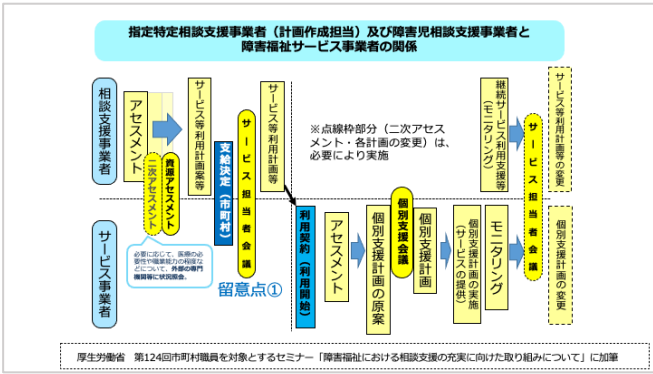 指定特定相談支援事業者（計画作成担当）及び障害児相談支援事業者と
障害福祉サービス事業者の関係
相談支援事業者
アセスメント
二次アセスメント
資源アセスメント
サービス等利用計画案等
支給決定（市町村）
サービス担当者会議
サービス等利用計画等
※点線枠部分（二次アセス
メント・各計画の変更）は、
必要により実施
継続サービス利用支援等
（モニタリング）
サービス担当者会議
サービス等利用計画等の変更
サービス事業者
必要に応じて、医療の必
要性や職業能力の程度な
どについて、外部の専門
機関等に状況照会。
留意点①
利用契約（利用開始）
アセスメント
個別支援計画の原案
個別支援会議
個別支援計画
個別支援計画の実施
（サービスの提供）
モニタリング
個別支援計画の変更
厚生労働省　第124回市町村職員を対象とするセミナー「障害福祉における相談支援の充実に向けた取り組みについて」に加筆